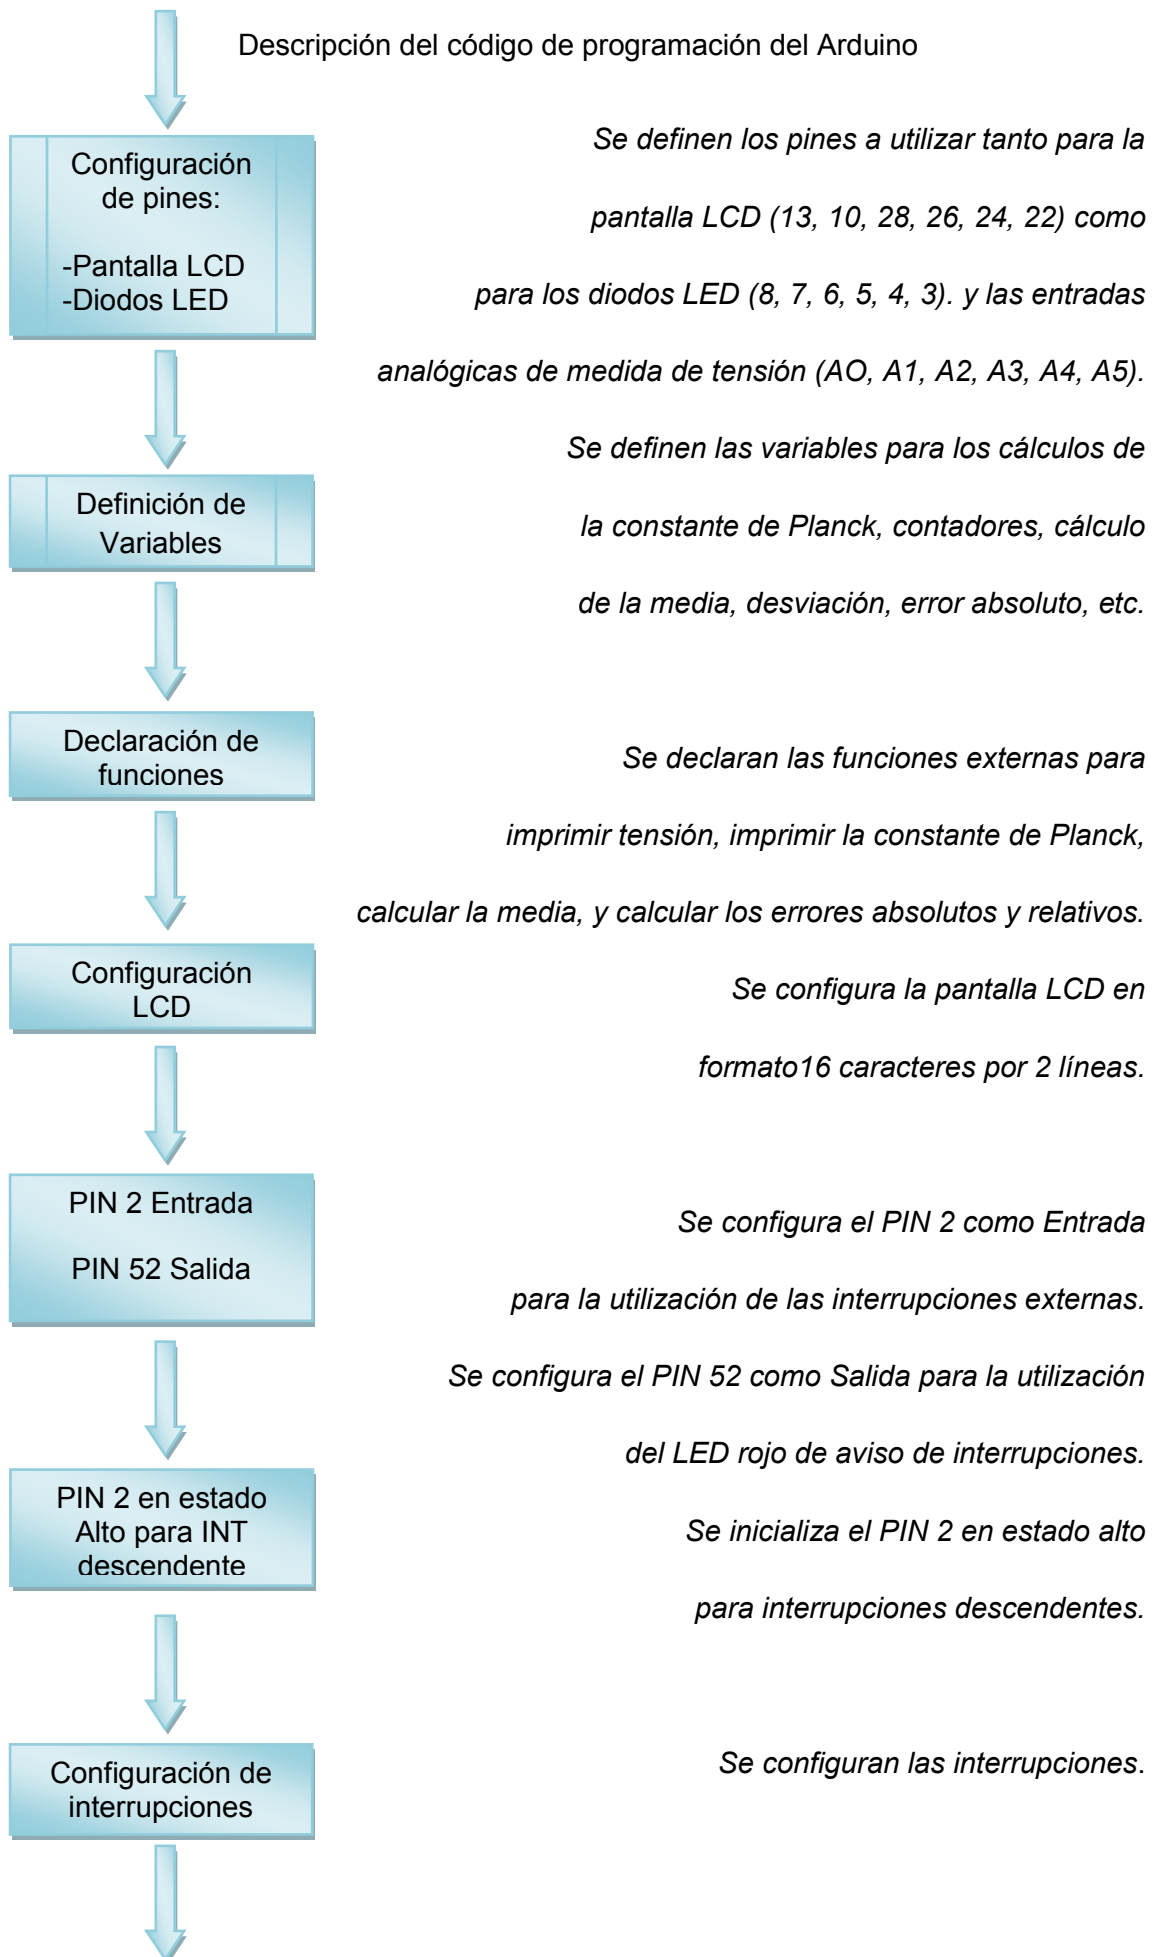 Descripción del código de programación del Arduino
Configuración
de pines:
-Pantalla LCD
-Diodos LED
Se definen los pines a utilizar tanto para la
pantalla LCD (13, 10, 28, 26, 24, 22) como
para los diodos LED (8, 7, 6, 5, 4, 3). y las entradas
analógicas de medida de tensión (AO, A1, A2, A3, A4, A5).
Definición de
Variables
Se definen las variables para los cálculos de
la constante de Planck, contadores, cálculo
de la media, desviación, error absoluto, etc.
Declaración de
funciones
Se declaran las funciones externas para
imprimir tensión, imprimir la constante de Planck,
calcular la media, y calcular los errores absolutos y relativos.
Configuración
LCD
Se configura la pantalla LCD en
formato16 caracteres por 2 líneas.
PIN 2 Entrada
PIN 52 Salida
Se configura el PIN 2 como Entrada
para la utilización de las interrupciones externas.
Se configura el PIN 52 como Salida para la utilización
del LED rojo de aviso de interrupciones.
PIN 2 en estado
Alto para INT
descendente
Se inicializa el PIN 2 en estado alto
para interrupciones descendentes.
Configuración de
interrupciones
Se configuran las interrupciones.